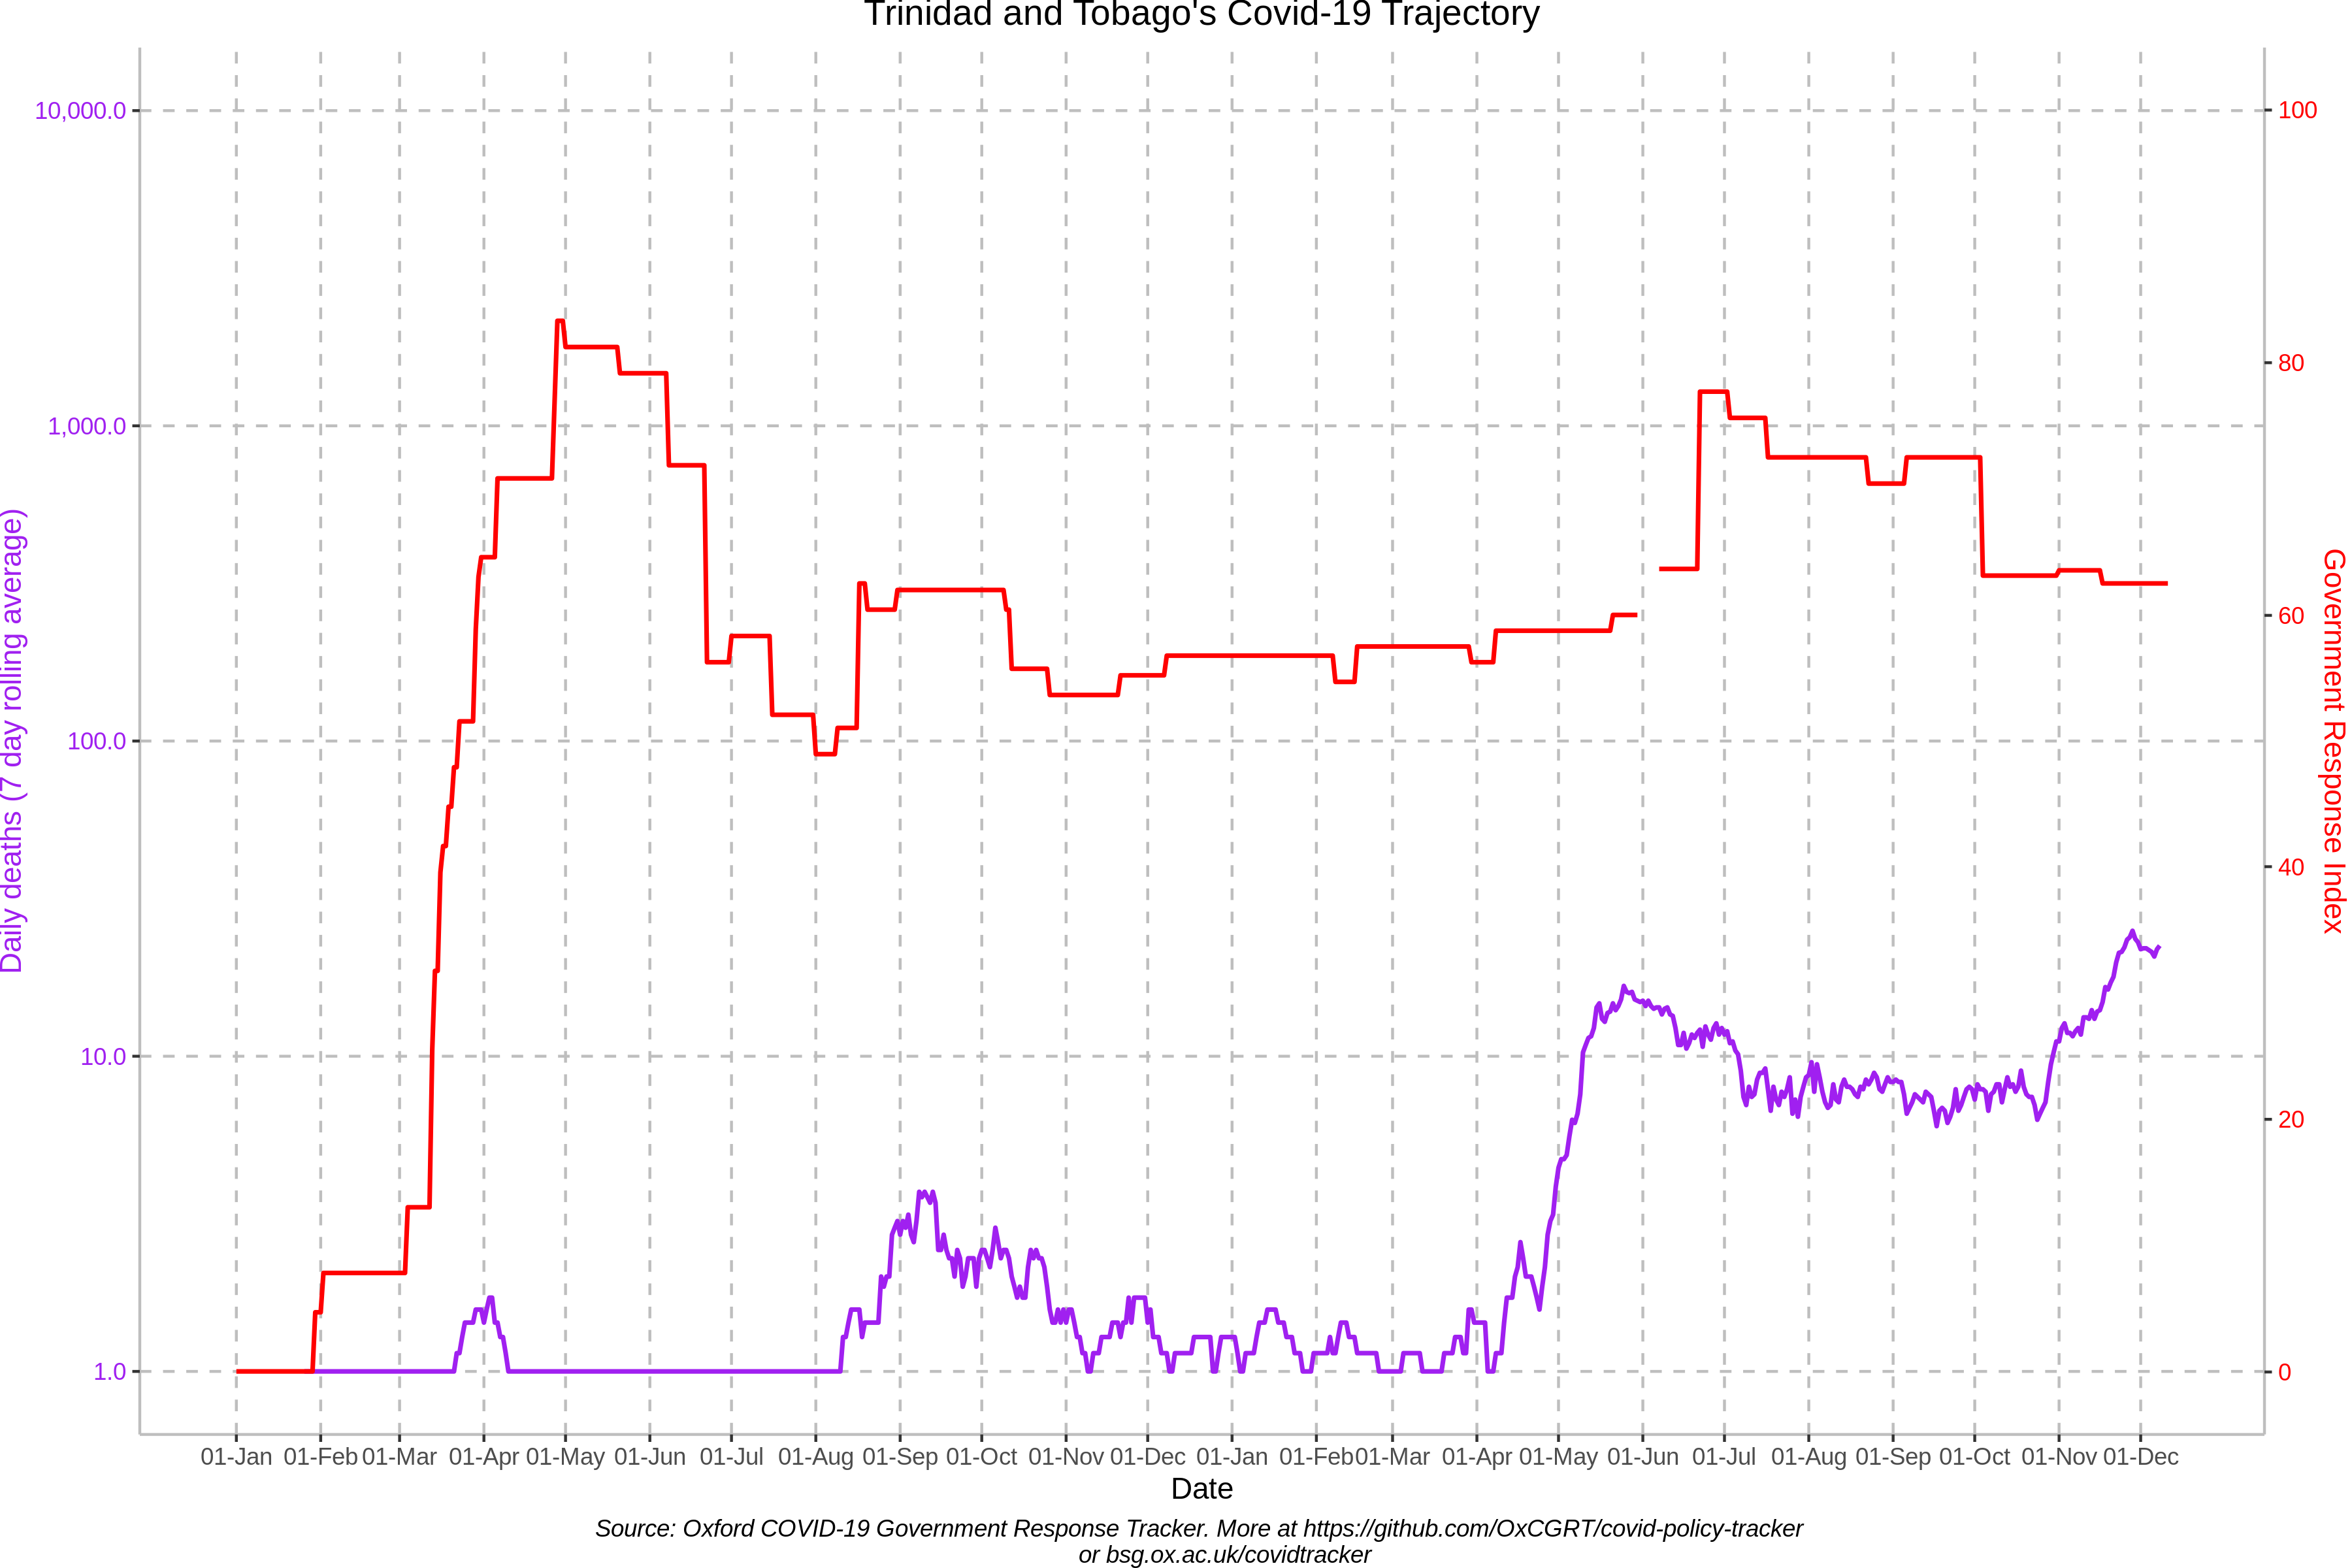 Trinidad and Tobago's Covid-19 Trajectory
10,000.0
1,000.0
100.0
10.0
1.0
Daily deaths (7 day rolling average)
100
80
60
40
20
0
Government Response Index
01-Jan 01-Feb 01-Mar 01-Apr 01-May 01-Jun 01-Jul 01-Aug 01-Sep 01-Oct 01-Nov 01-Dec 01-Jan 01-Feb 01-Mar 01-Apr 01-May 01-Jun 01-Jul 01-Aug 01-Sep 01-Oct 01-Nov 01-Dec
Date
Source: Oxford COVID-19 Government Response Tracker. More at https://github.com/OxCGRT/covid-policy-tracker
or bsg.ox.ac.uk/covidtracker